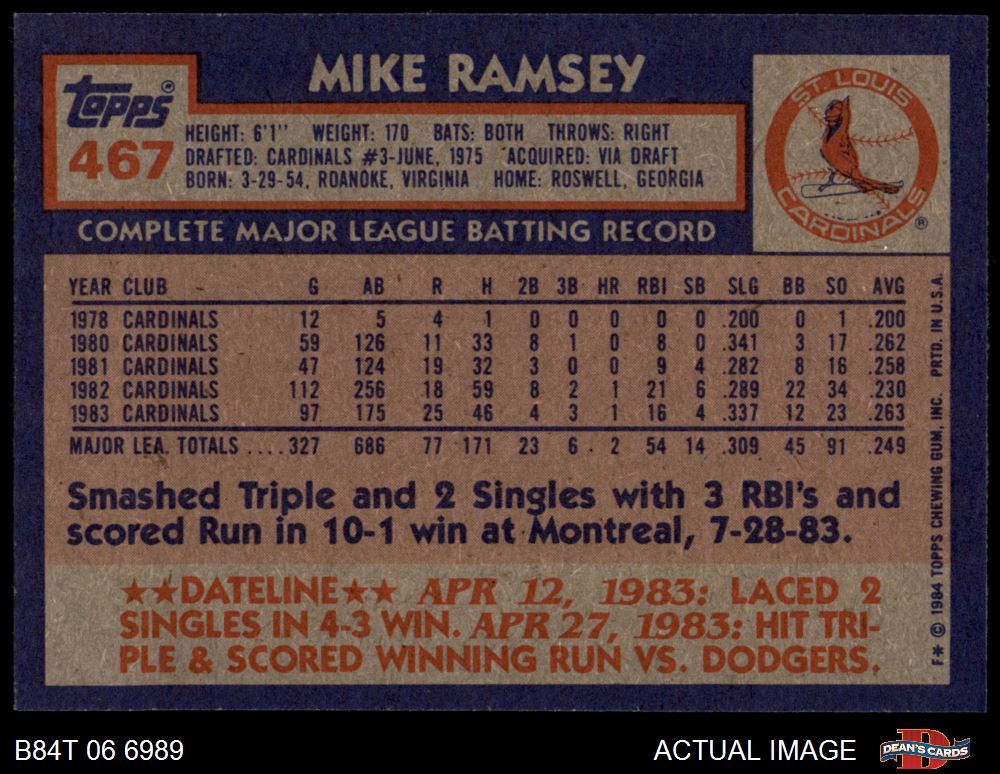 MIKE RAMSEY
Topps®
467
HEIGHT: 6'1" WEIGHT: 170 BATS: BOTH THROWS: RIGHT
DRAFTED: CARDINALS #3-JUNE, 1975 ACQUIRED: VIA DRAFT
BORN: 3-29-54, ROANOKE, VIRGINIA HOME: ROSWELL, GEORGIA
ST. LOUIS
CARDINALS ®
COMPLETE MAJOR LEAGUE BATTING RECORD
YEAR CLUB G AB R H 2B 3B HR RBI SB SLG BB SO AVG
1978 CARDINALS 12 5 4 1 0 0 0 0 0 .200 0 1 .200
1980 CARDINALS 59 126 11 33 8 1 0 8 0 .341 3 17 .262
1981 CARDINALS 47 124 19 32 3 0 0 9 4 .282 8 16 .258
1982 CARDINALS 112 256 18 59 8 2 1 21 6 .289 22 34 .230
1983 CARDINALS 97 175 25 46 4 3 1 16 4 .337 12 23 .263
MAJOR LEA. TOTALS .... 327 686 77 171 23 6 2 54 14 .309 45 91 .249
Smashed Triple and 2 Singles with 3 RBI's and
scored Run in 10-1 win at Montreal, 7-28-83.
★★DATELINE★★ APR 12, 1983: LACED 2
SINGLES IN 4-3 WIN. APR 27, 1983: HIT TRI-
PLE & SCORED WINNING RUN VS. DODGERS.
F* © 1984 TOPPS CHEWING GUM, INC. PRTD. IN U.S.A.
B84T 06 6989
ACTUAL IMAGE
DEAN'S CARDS